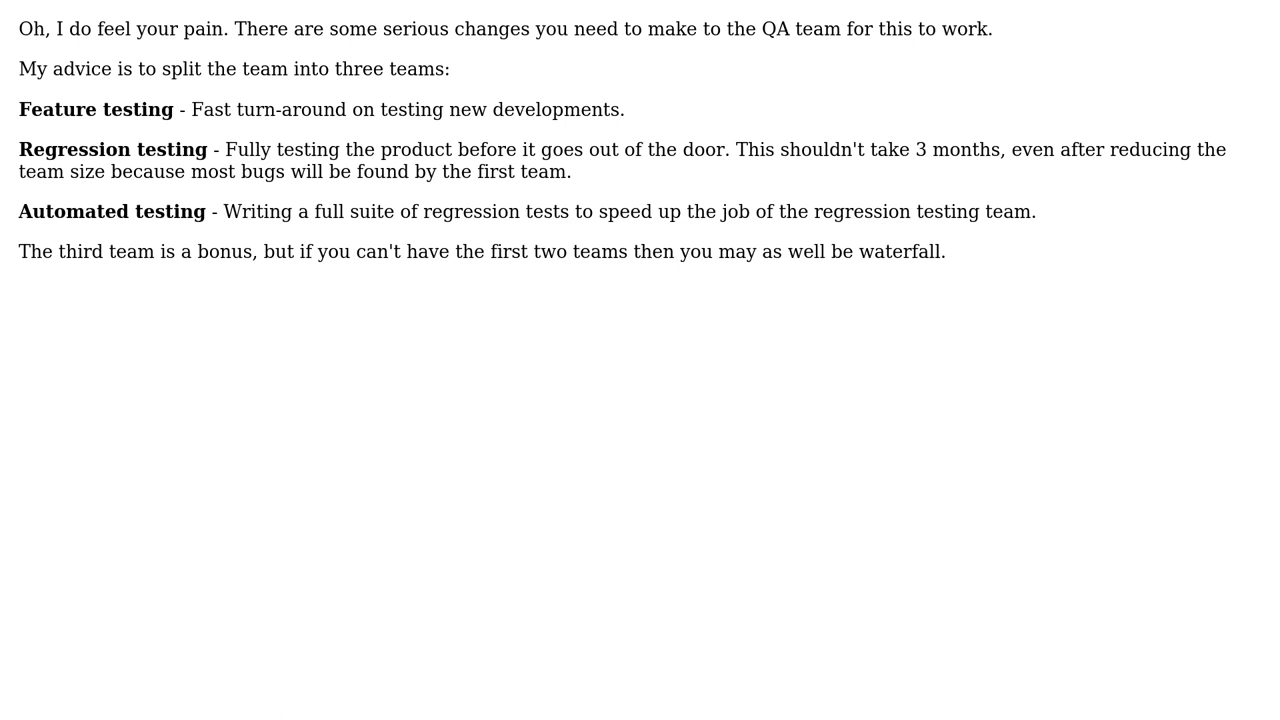 Oh, I do feel your pain. There are some serious changes you need to make to the QA team for this to work.
My advice is to split the team into three teams:
Feature testing - Fast turn-around on testing new developments.
Regression testing - Fully testing the product before it goes out of the door. This shouldn't take 3 months, even after reducing the
team size because most bugs will be found by the first team.
Automated testing - Writing a full suite of regression tests to speed up the job of the regression testing team.
The third team is a bonus, but if you can't have the first two teams then you may as well be waterfall.